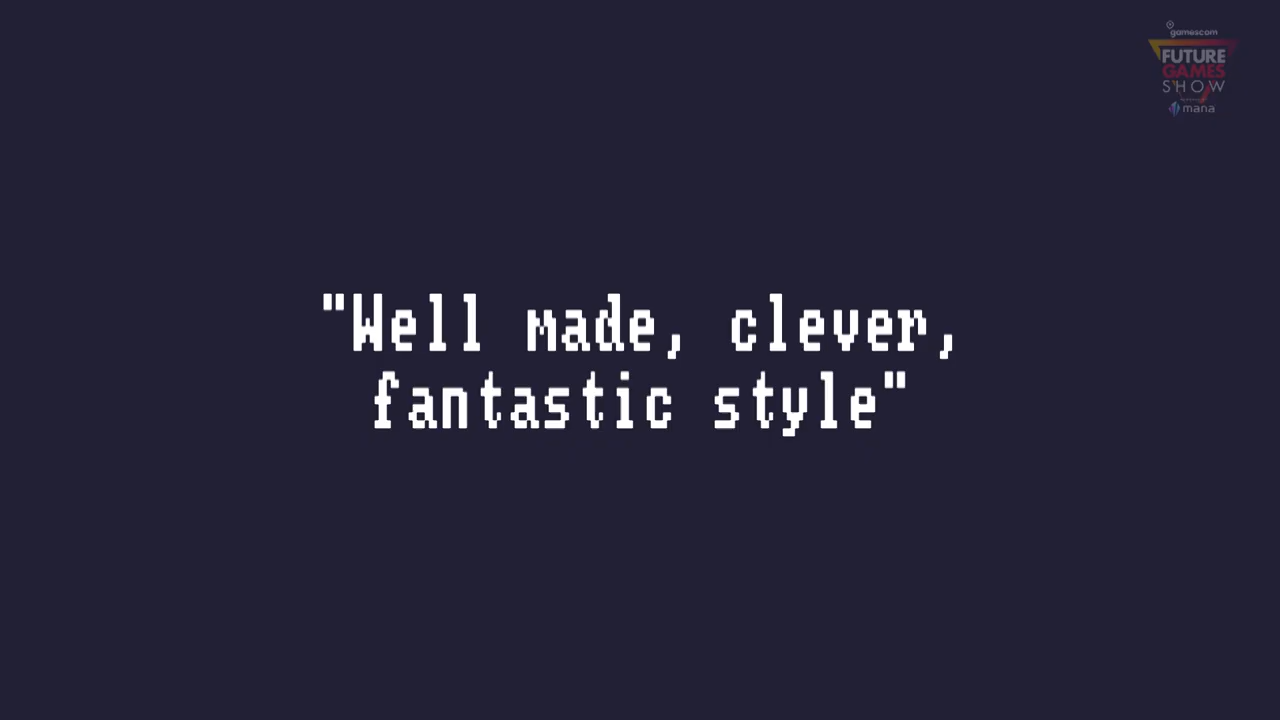 gamescom
FUTURE
GAMES
SHOW
mana
"Well made, clever,
fantastic style"